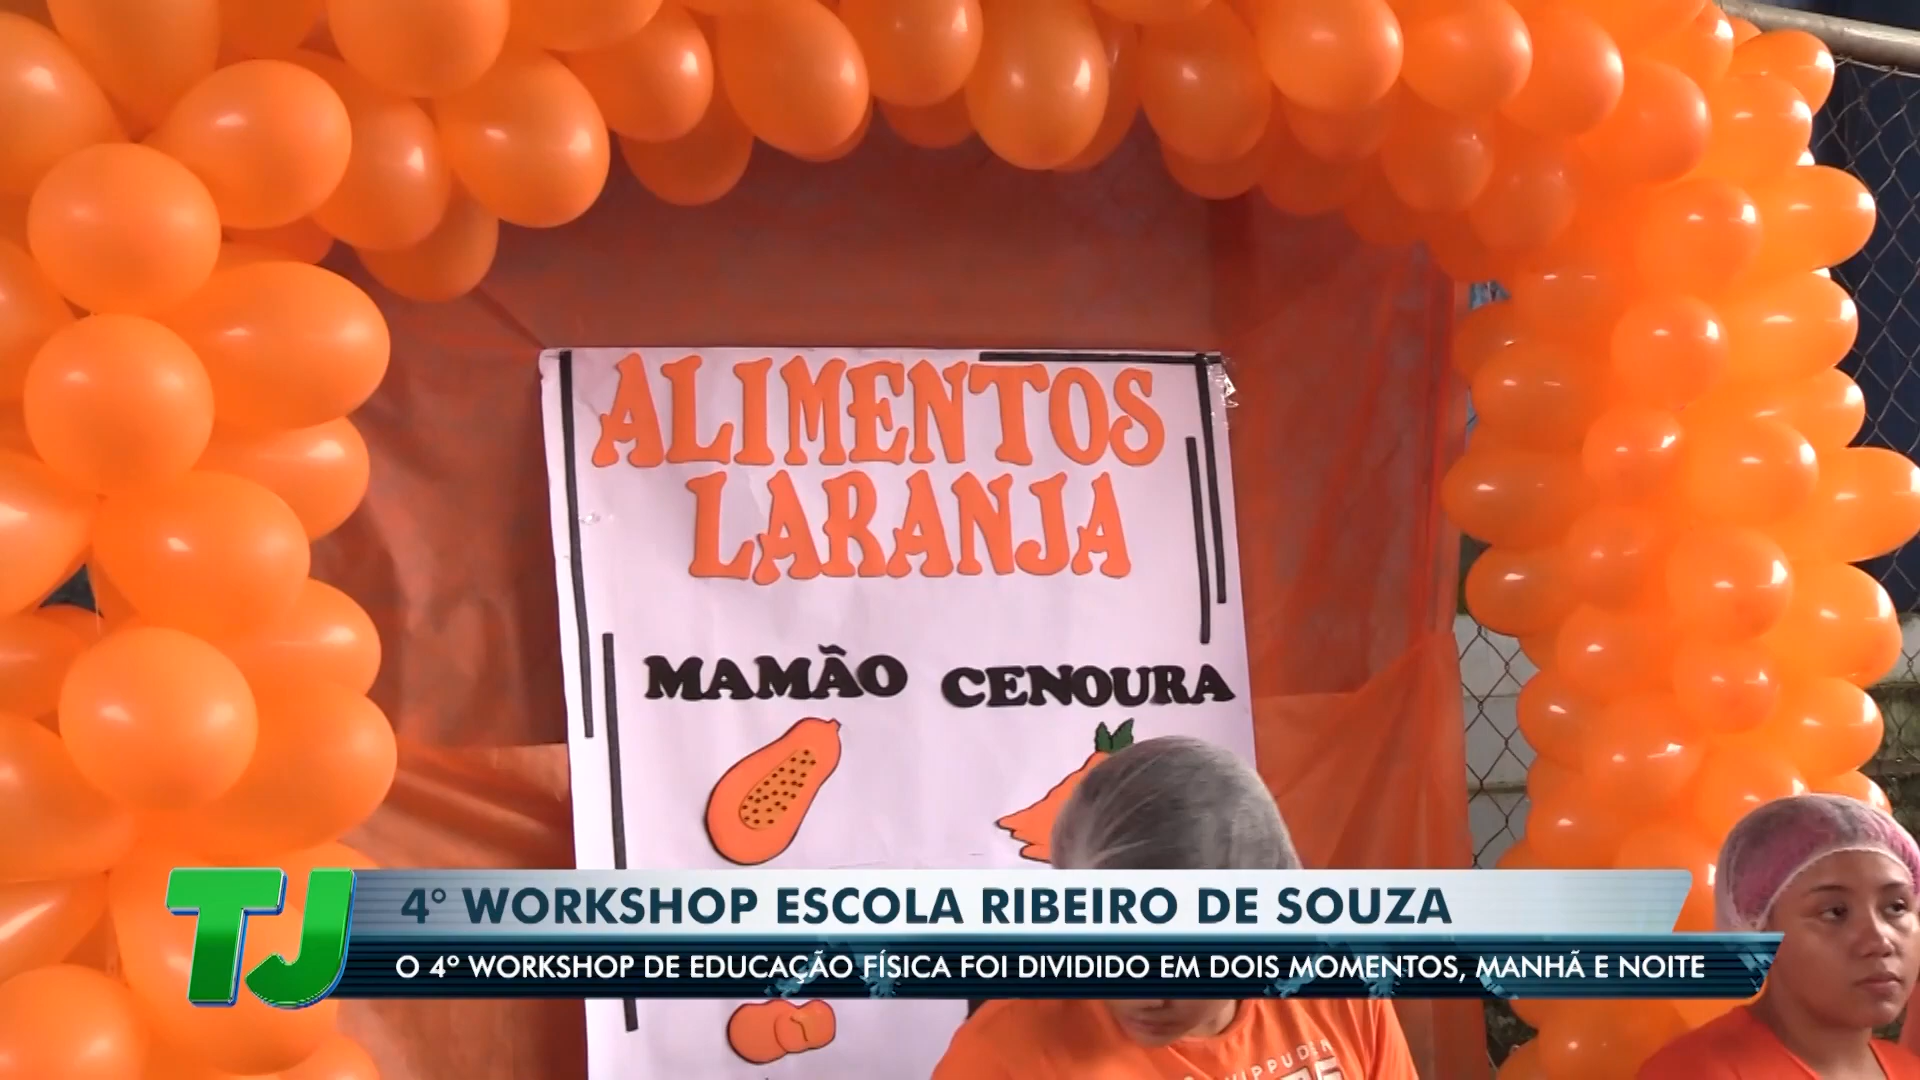 ALIMENTOS
LARANJA
MAMÃO CENOURA
TJ
4° WORKSHOP ESCOLA RIBEIRO DE SOUZA
O 4° WORKSHOP DE EDUCAÇÃO FÍSICA FOI DIVIDIDO EM DOIS MOMENTOS, MANHÃ E NOITE